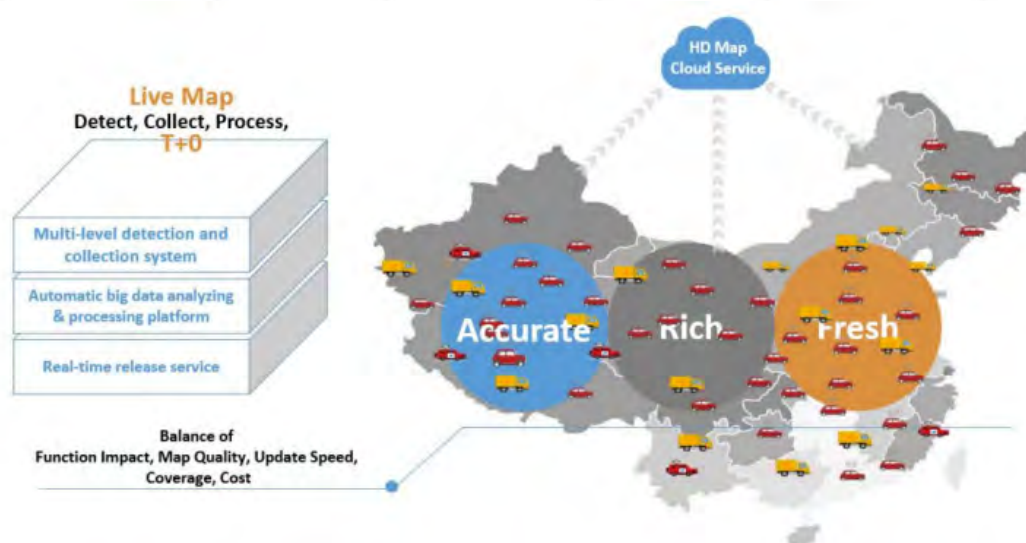 HD Map
Cloud Service
Live Map
Detect, Collect, Process,
T+0
Multi-level detection and
collection system
Automatic big data analyzing
& processing platform
Real-time release service
Accurate
Rich
Fresh
Balance of
Function Impact, Map Quality, Update Speed,
Coverage, Cost